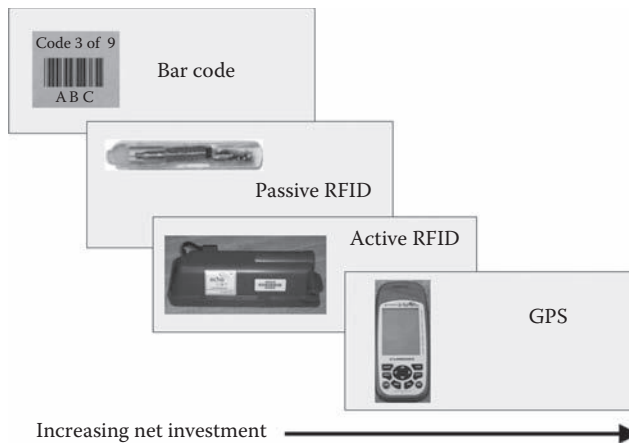 Code 3 of 9
A B C
Bar code
Passive RFID
Active RFID
GPS
Increasing net investment